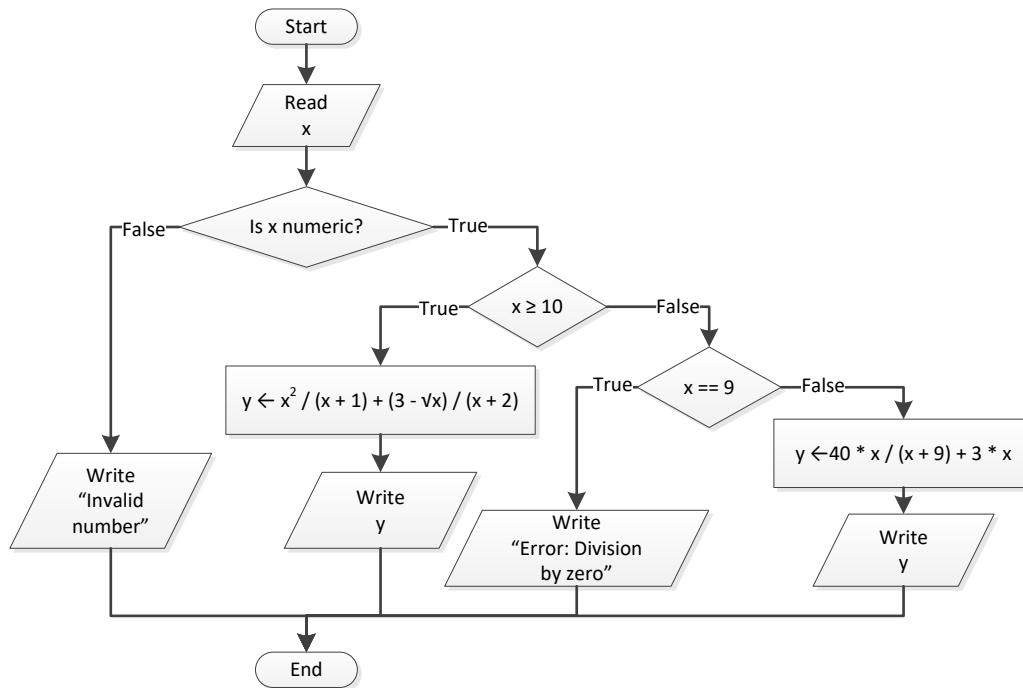 Start
Read
x
Is x numeric?
False
True
x ≥ 10
True
False
x == 9
True
False
y ← x² / (x + 1) + (3 - √x) / (x + 2)
y ←40 * x / (x + 9) + 3 * x
Write
“Invalid
number”
Write
y
Write
“Error: Division
by zero”
Write
y
End